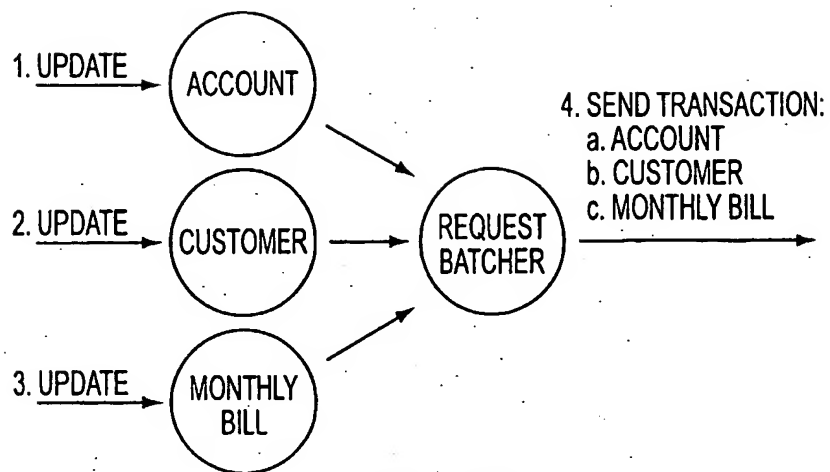 1. UPDATE
ACCOUNT
2. UPDATE
CUSTOMER
3. UPDATE
MONTHLY
BILL
REQUEST
BATCHER
4. SEND TRANSACTION:
a. ACCOUNT
b. CUSTOMER
c. MONTHLY BILL